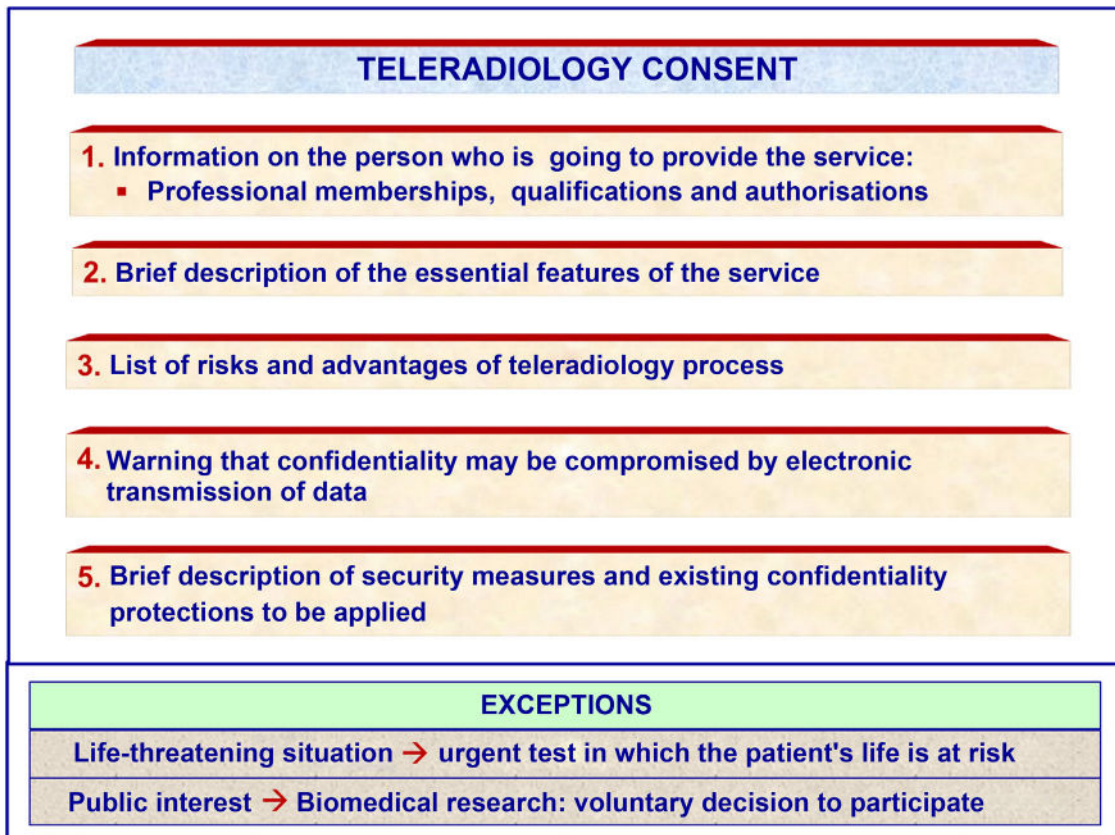 TELERADIOLOGY CONSENT
1. Information on the person who is going to provide the service:
▪ Professional memberships, qualifications and authorisations
2. Brief description of the essential features of the service
3. List of risks and advantages of teleradiology process
4. Warning that confidentiality may be compromised by electronic
transmission of data
5. Brief description of security measures and existing confidentiality
protections to be applied
EXCEPTIONS
Life-threatening situation → urgent test in which the patient's life is at risk
Public interest → Biomedical research: voluntary decision to participate